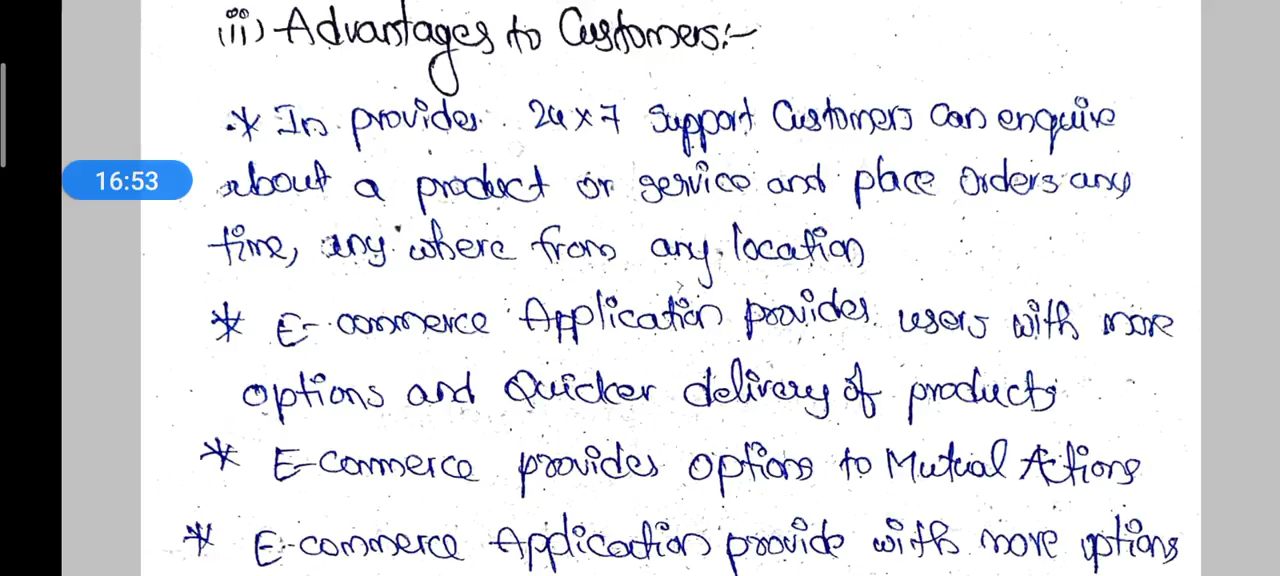 iii) Advantages to Customers:-
* In provides 24x7 support Customers can enquire
16:53
about a product or service and place orders any
time, any where from any location
* E-commerce Application provides users with more
options and Quicker delivery of products
* E-commerce provides options to Mutual Actions
* E-commerce Application provide with more options